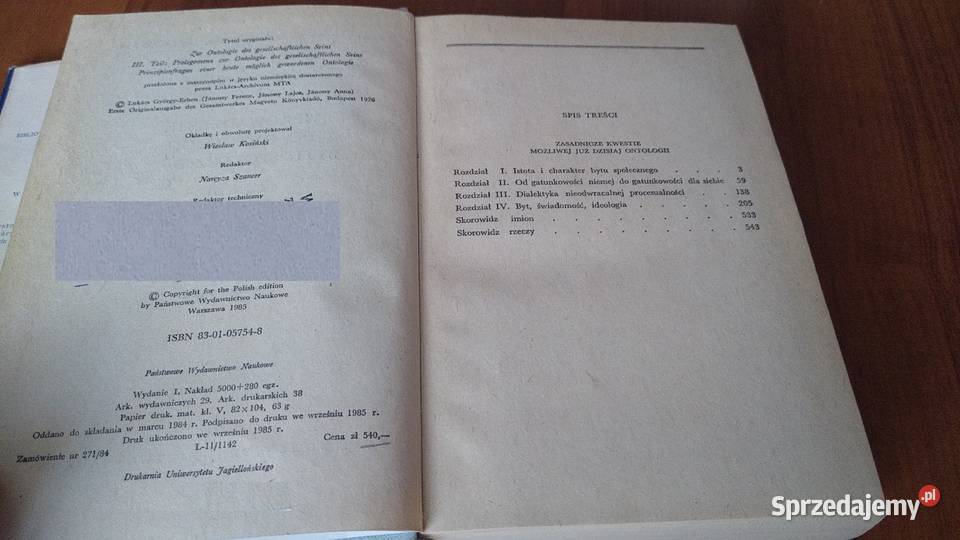 BIBLIO
W
Tytuł oryginału:
Zur Ontologie des gesellschaftlichen Seins
III. Teil: Prolegomena zur Ontologie des gesellschaftlichen Seins
Prinzipienfragen einer heute möglich gewordenen Ontologie
przełożono z maszynopisu w języku niemieckim dostarczonego
przez Lukács-Archivum MTA
© Lukács György-Erben (Jánossy Ferenc, Jánossy Lajos, Jánossy Anna)
Erste Originalausgabe des Gesamtwerkes Magveto Könyvkiadó, Budapest 1976
Okładkę i obwolutę projektował
Wiesław Kosiński
Redaktor
Narcyza Szancer
Redaktor techniczny
© Copyright for the Polish edition
by Państwowe Wydawnictwo Naukowe
Warszawa 1985
ISBN 83-01-05754-8
Państwowe Wydawnictwo Naukowe
Wydanie I. Nakład 5000+280 egz.
Ark. wydawniczych 29. Ark. drukarskich 38
Papier druk. mat. kl. V, 82×104, 63 g
Oddano do składania w marcu 1984 r. Podpisano do druku we wrześniu 1985 r.
Druk ukończono we wrześniu 1985 r.
Zamówienie nr 271/84 L-11/1142 Cena zł 540,—
Drukarnia Uniwersytetu Jagiellońskiego
SPIS TREŚCI
ZASADNICZE KWESTIE
MOŻLIWEJ JUŻ DZISIAJ ONTOLOGII
Rozdział I. Istota i charakter bytu społecznego . . . . 3
Rozdział II. Od gatunkowości niemej do gatunkowości dla siebie 59
Rozdział III. Dialektyka nieodwracalnej procesualności . . . 138
Rozdział IV. Byt, świadomość, ideologia . . . . . . 205
Skorowidz imion . . . . . . . . . . 533
Skorowidz rzeczy . . . . . . . . . . 543
Sprzedajemy .pl